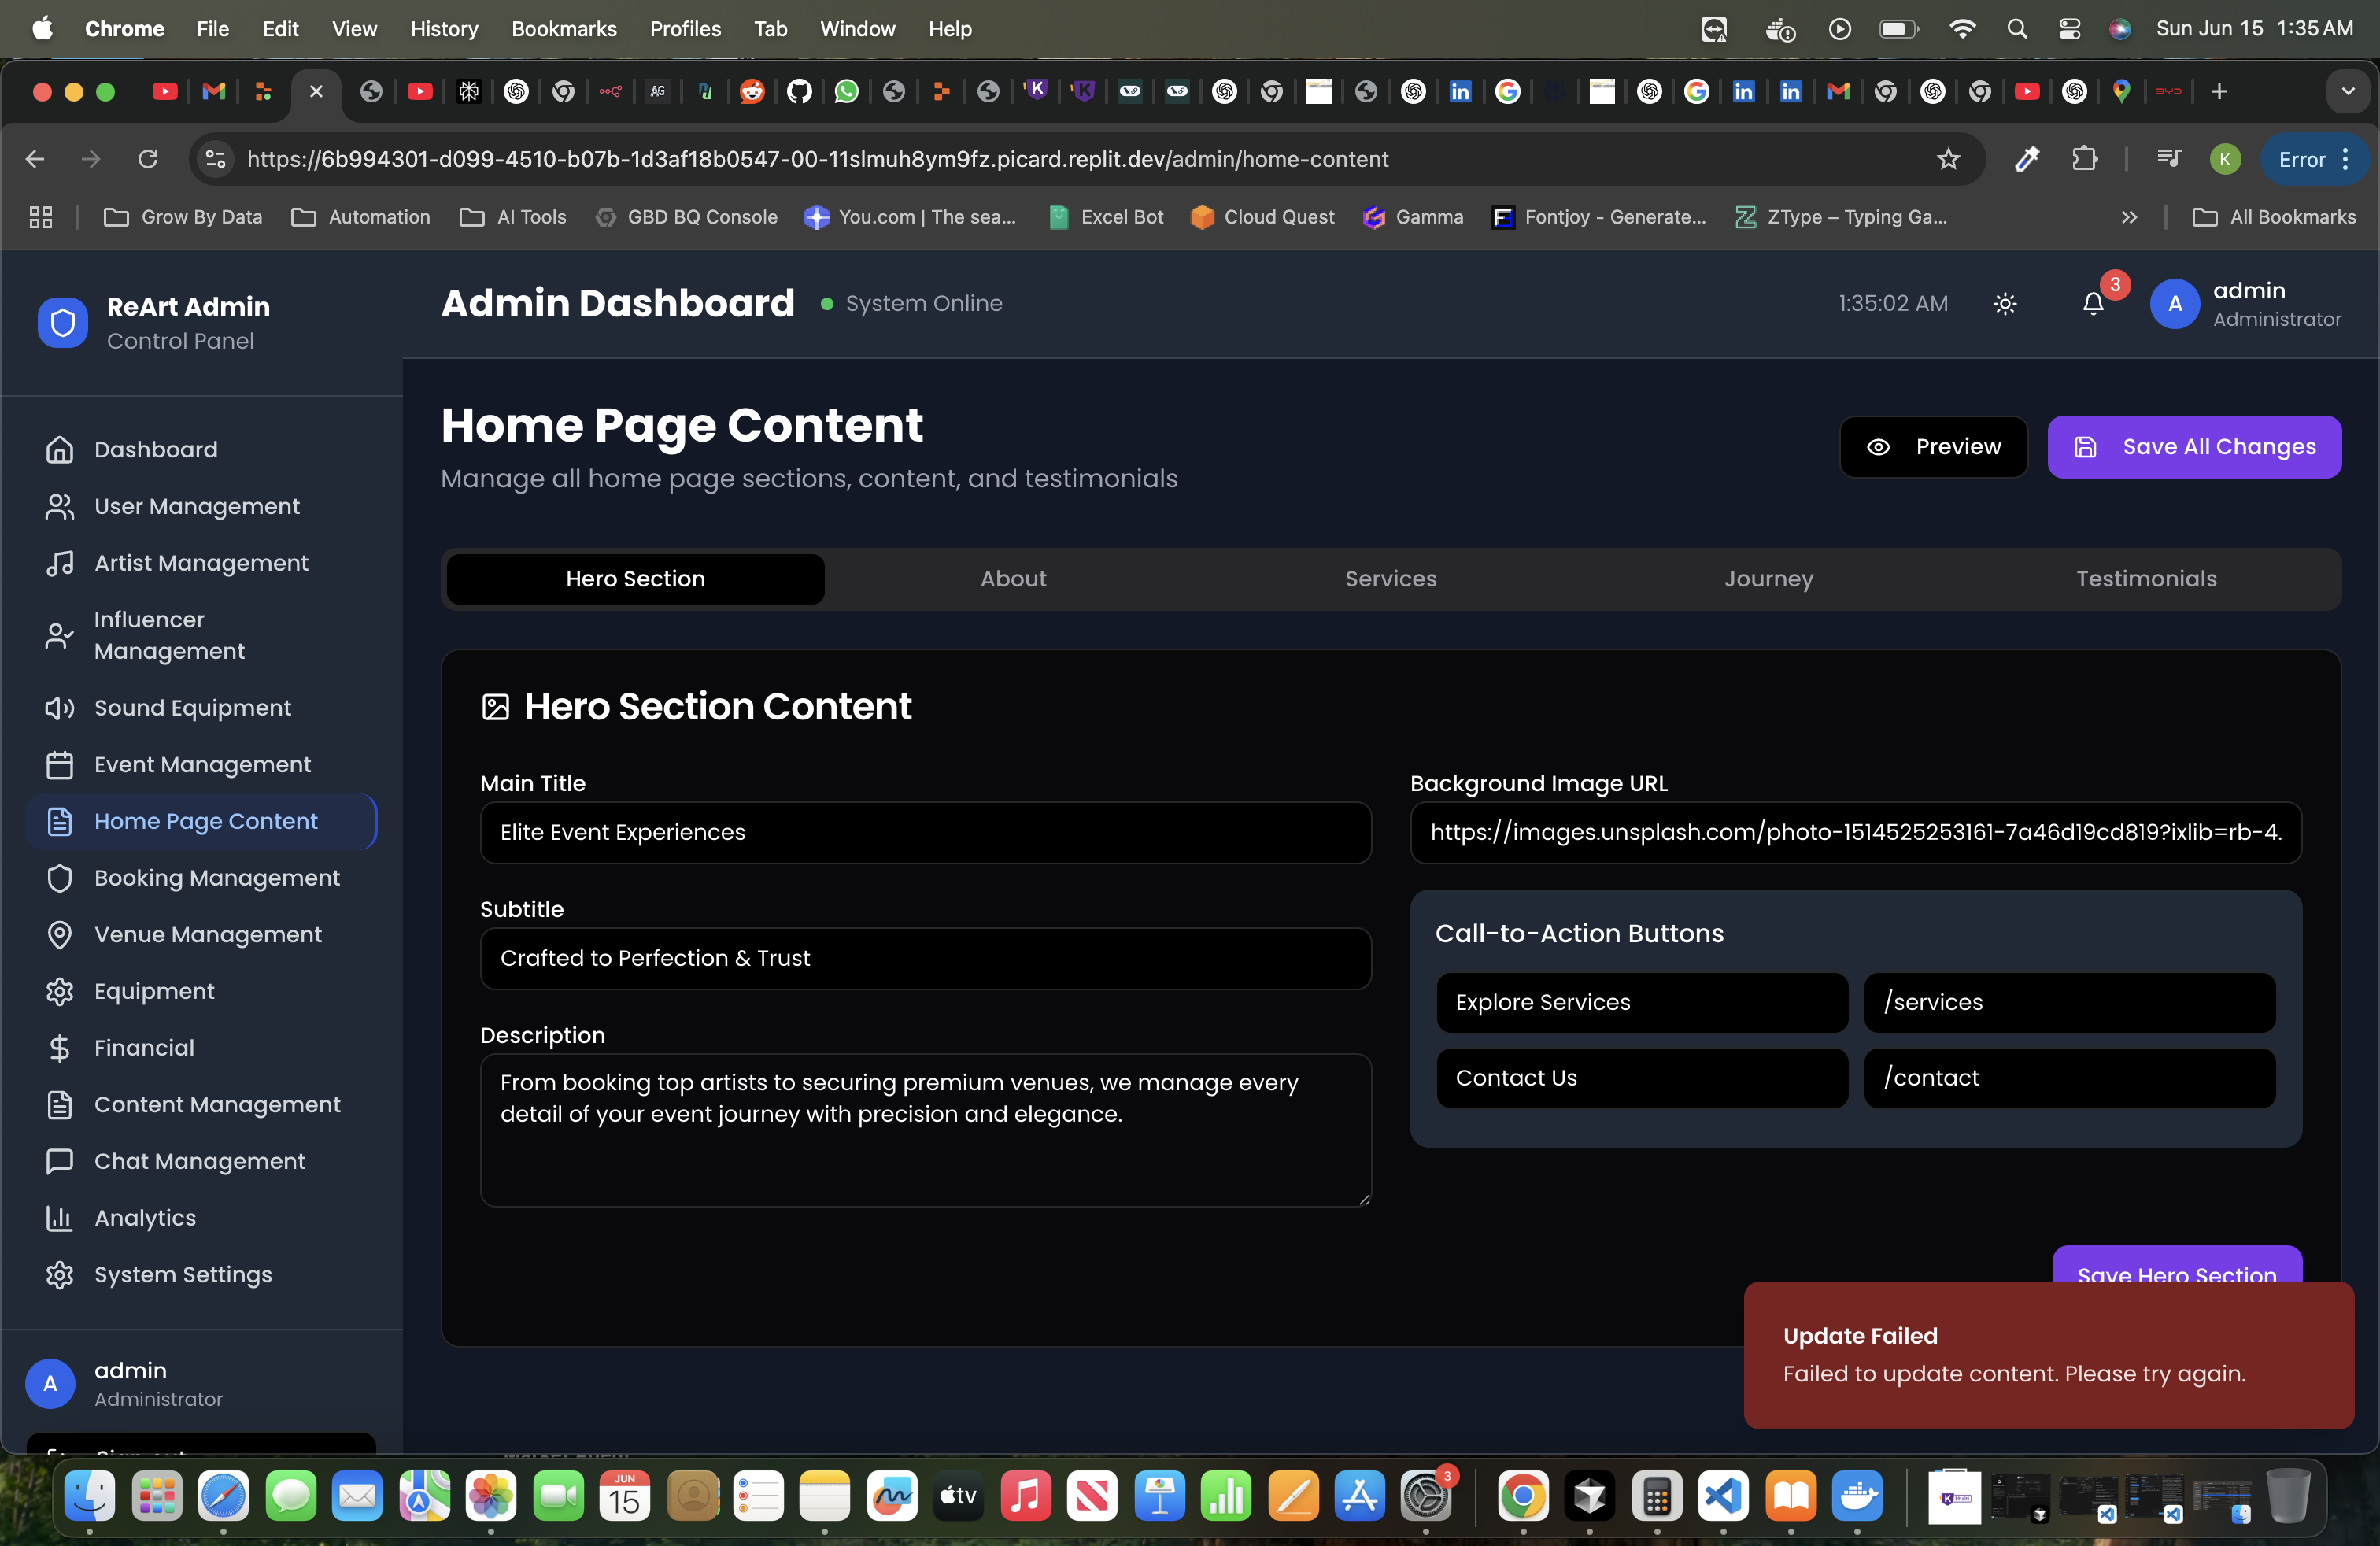 Chrome File Edit View History Bookmarks Profiles Tab Window Help
Sun Jun 15 1:35 AM
AG
https://6b994301-d099-4510-b07b-1d3af18b0547-00-11slmuh8ym9fz.picard.replit.dev/admin/home-content
K
Error
Grow By Data
Automation
AI Tools
GBD BQ Console
You.com | The sea...
Excel Bot
Cloud Quest
Gamma
Fontjoy - Generate...
ZType – Typing Ga...
All Bookmarks
ReArt Admin
Control Panel
Admin Dashboard
System Online
1:35:02 AM
3
A
admin
Administrator
Dashboard
User Management
Artist Management
Influencer
Management
Sound Equipment
Event Management
Home Page Content
Booking Management
Venue Management
Equipment
Financial
Content Management
Chat Management
Analytics
System Settings
A
admin
Administrator
Home Page Content
Manage all home page sections, content, and testimonials
Preview
Save All Changes
Hero Section
About
Services
Journey
Testimonials
Hero Section Content
Main Title
Elite Event Experiences
Subtitle
Crafted to Perfection & Trust
Description
From booking top artists to securing premium venues, we manage every
detail of your event journey with precision and elegance.
Background Image URL
https://images.unsplash.com/photo-1514525253161-7a46d19cd819?ixlib=rb-4.
Call-to-Action Buttons
Explore Services
/services
Contact Us
/contact
Save Hero Section
Update Failed
Failed to update content. Please try again.
JUN
15
tv
3